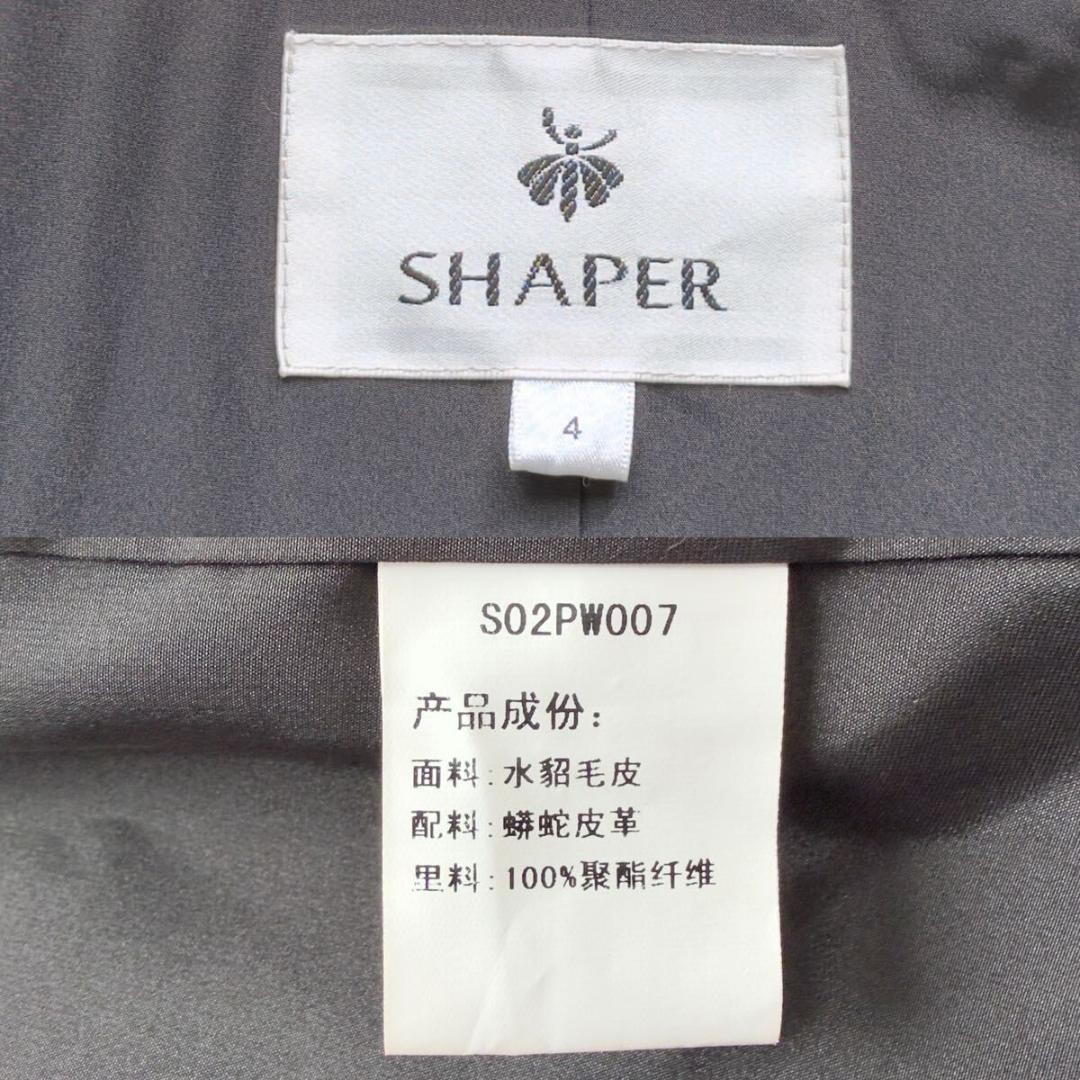 SHAPER
4
S02PW007
产品成份:
面料:水貂毛皮
配料:蟒蛇皮革
里料:100%聚酯纤维